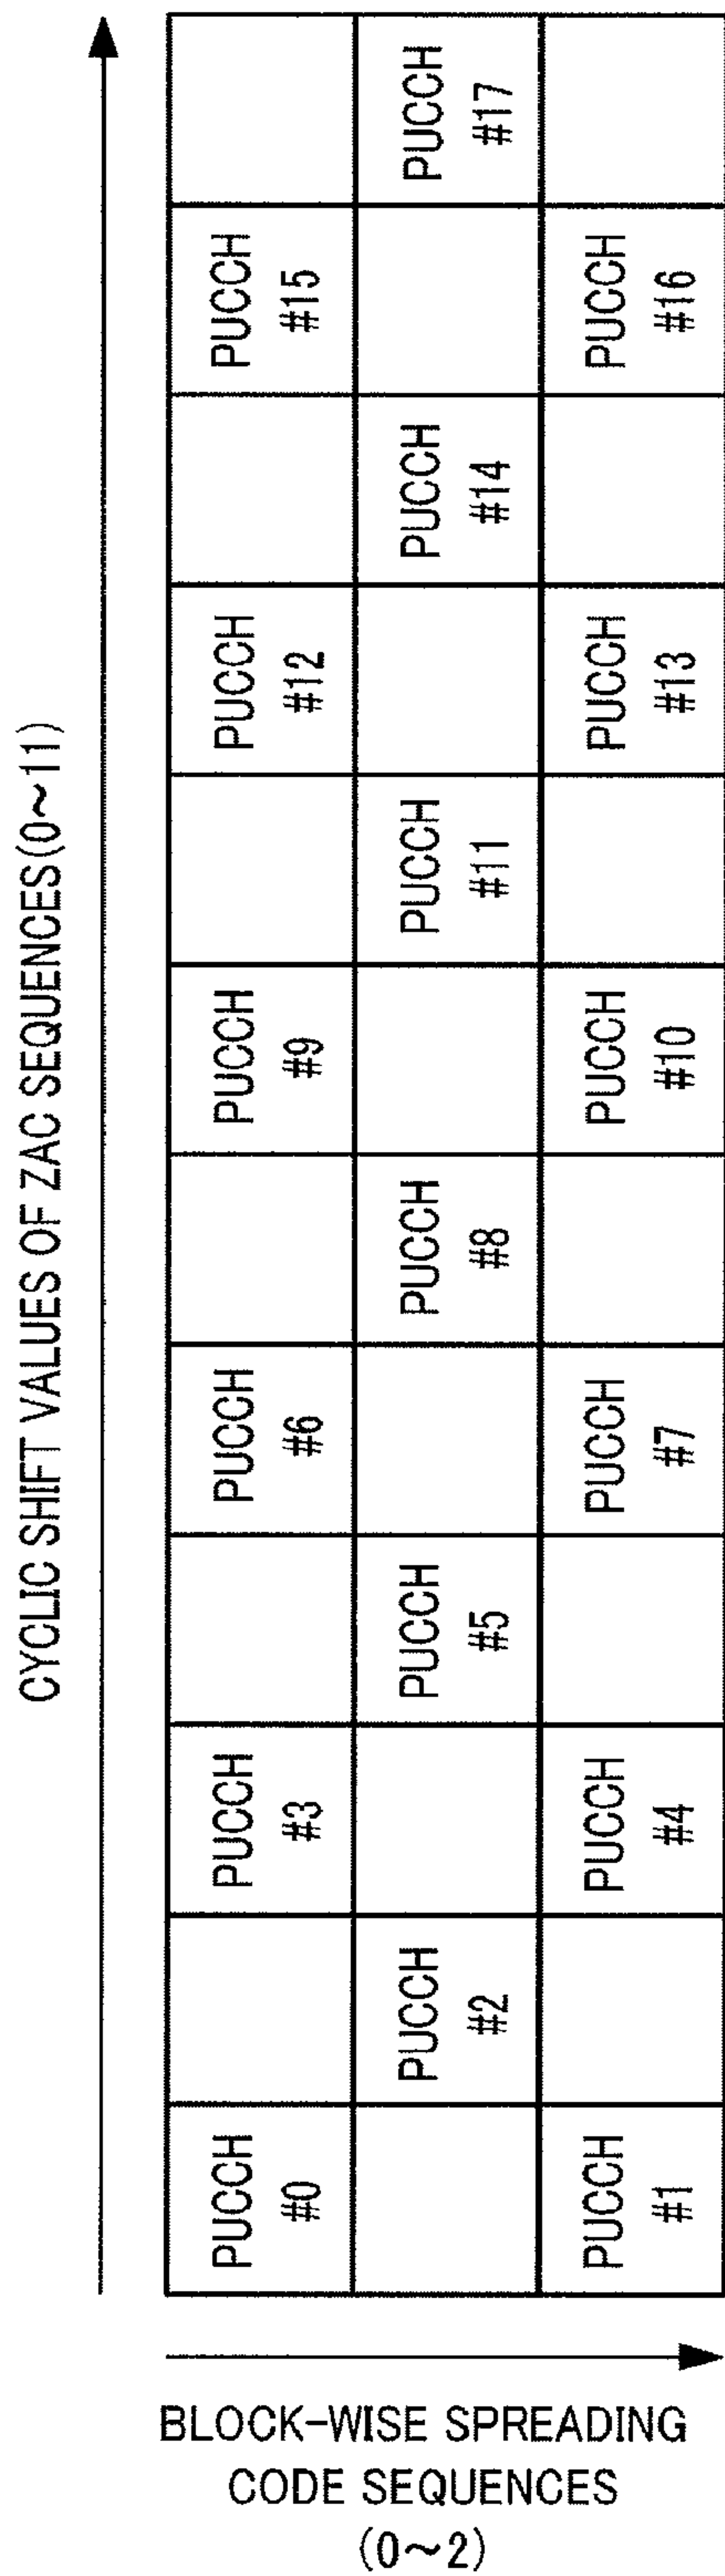 CYCLIC SHIFT VALUES OF ZAC SEQUENCES(0~11)
PUCCH
#17
PUCCH
#15
PUCCH
#16
PUCCH
#14
PUCCH
#12
PUCCH
#13
PUCCH
#11
PUCCH
#9
PUCCH
#10
PUCCH
#8
PUCCH
#6
PUCCH
#7
PUCCH
#5
PUCCH
#3
PUCCH
#4
PUCCH
#2
PUCCH
#0
PUCCH
#1
BLOCK-WISE SPREADING
CODE SEQUENCES
(0~2)